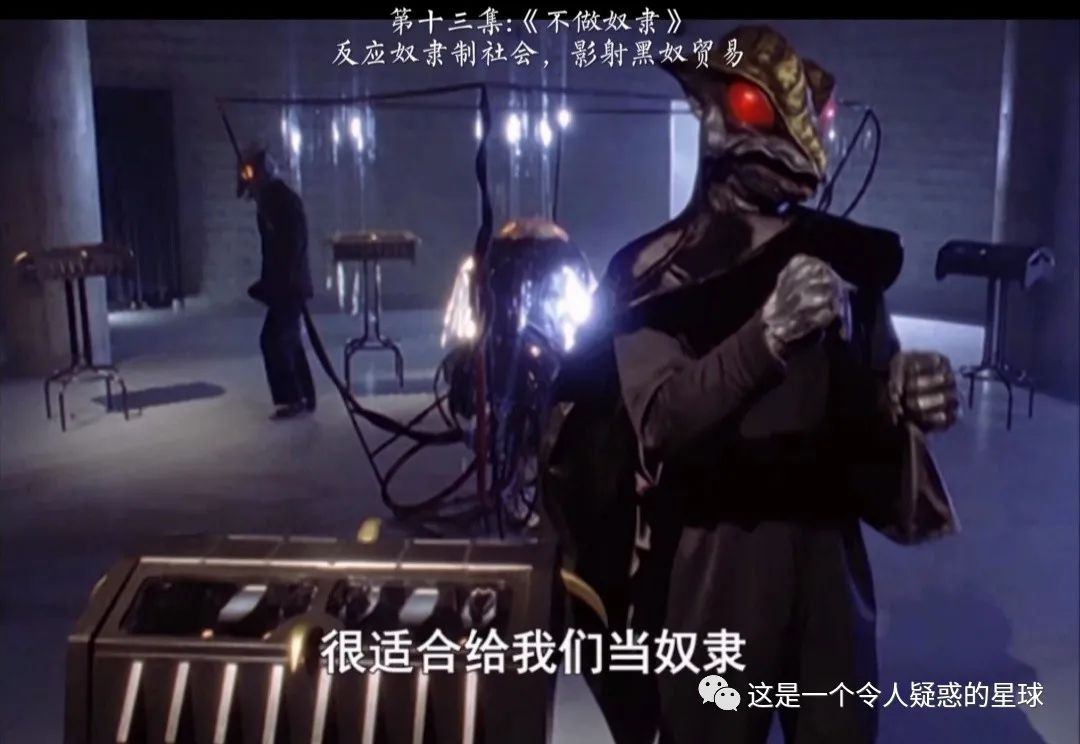 第十三集:《不做奴隶》
反应奴隶制社会，影射黑奴贸易
很适合给我们当奴隶
这是一个令人疑惑的星球